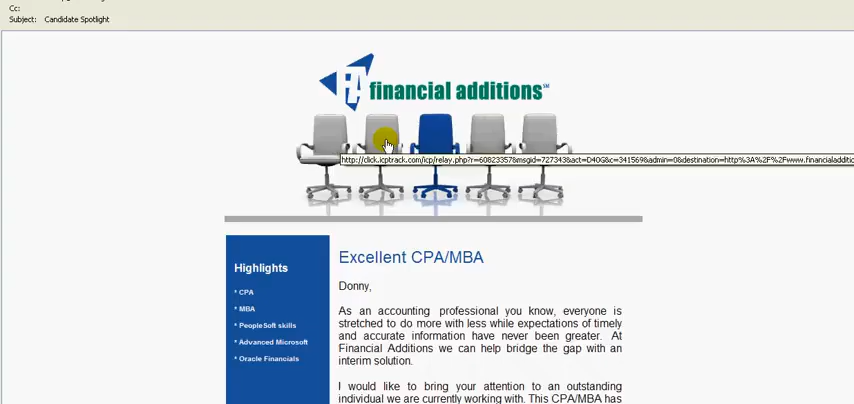 Cc:
Subject: Candidate Spotlight
FA financial additions SM
http://click.icptrack.com/icp/relay.php?r=60823357&msgid=727343&act=D4OG&c=341569&admin=0&destination=http%3A%2F%2Fwww.financialadditio
Excellent CPA/MBA
Highlights
* CPA
* MBA
* PeopleSoft skills
* Advanced Microsoft
* Oracle Financials
Donny,
As an accounting professional you know, everyone is
stretched to do more with less while expectations of timely
and accurate information have never been greater. At
Financial Additions we can help bridge the gap with an
interim solution.
I would like to bring your attention to an outstanding
individual we are currently working with. This CPA/MBA has